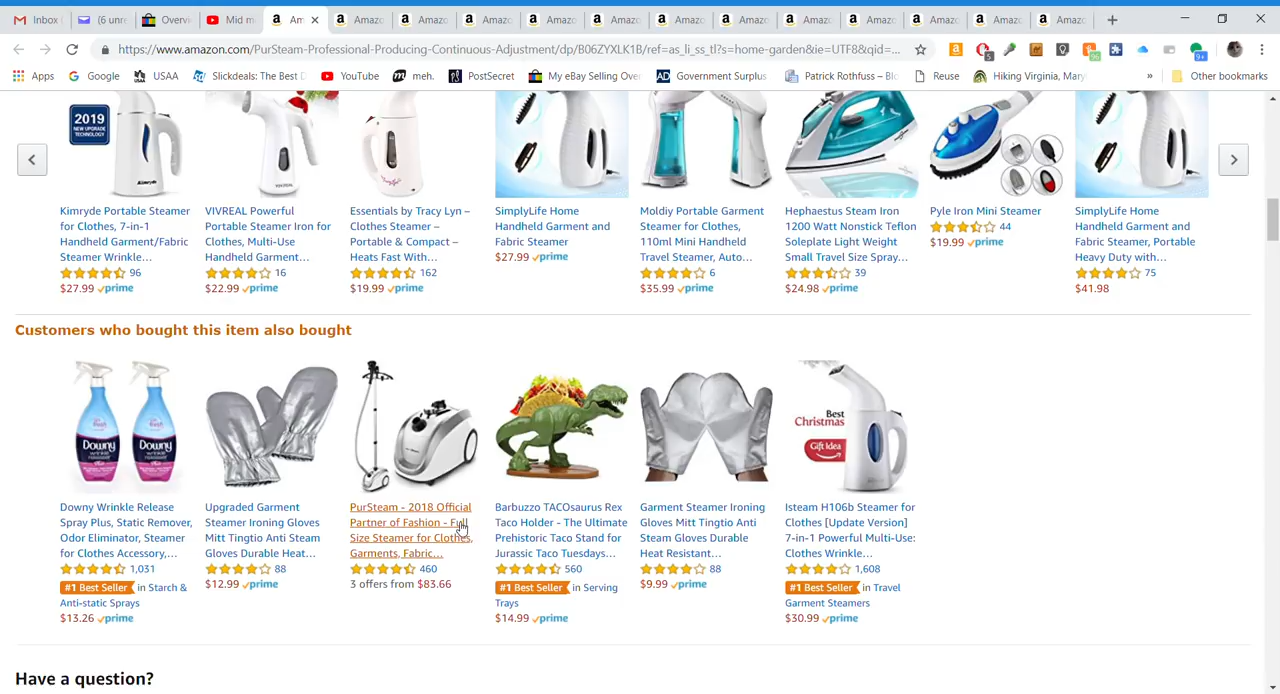 Inbox
(6 unre
Overvi
Mid m
Am
Amazo
Amazo
Amazo
Amazo
Amazo
Amazo
Amazo
Amazo
Amazo
Amazo
Amazo
Amazo
https://www.amazon.com/PurSteam-Professional-Producing-Continuous-Adjustment/dp/B06ZYXLK1B/ref=as_li_ss_tl?s=home-garden&ie=UTF8&qid=...
Apps
Google
USAA
Slickdeals: The Best D
YouTube
meh.
PostSecret
My eBay Selling Over
Government Surplus
Patrick Rothfuss – Blo
Reuse
Hiking Virginia, Mary
»
Other bookmarks
2019
NEW UPGRADE
TECHNOLOGY
Kimryde
VIVREAL
Kimryde Portable Steamer
for Clothes, 7-in-1
Handheld Garment/Fabric
Steamer Wrinkle...
96
$27.99 prime
VIVREAL Powerful
Portable Steamer Iron for
Clothes, Multi-Use
Handheld Garment...
16
$22.99 prime
Essentials by Tracy Lyn –
Clothes Steamer –
Portable & Compact –
Heats Fast With...
162
$19.99 prime
SimplyLife Home
Handheld Garment and
Fabric Steamer
$27.99 prime
Moldiy Portable Garment
Steamer for Clothes,
110ml Mini Handheld
Travel Steamer, Auto...
6
$35.99 prime
Hephaestus Steam Iron
1200 Watt Nonstick Teflon
Soleplate Light Weight
Small Travel Size Spray...
39
$24.98 prime
Pyle Iron Mini Steamer
44
$19.99 prime
SimplyLife Home
Handheld Garment and
Fabric Steamer, Portable
Heavy Duty with...
75
$41.98
Customers who bought this item also bought
Downy
Downy
Best
Christmas
Gift Idea
Downy Wrinkle Release
Spray Plus, Static Remover,
Odor Eliminator, Steamer
for Clothes Accessory,...
1,031
#1 Best Seller in Starch &
Anti-static Sprays
$13.26 prime
Upgraded Garment
Steamer Ironing Gloves
Mitt Tingtio Anti Steam
Gloves Durable Heat...
88
$12.99 prime
PurSteam - 2018 Official
Partner of Fashion - Full
Size Steamer for Clothes,
Garments, Fabric...
460
3 offers from $83.66
Barbuzzo TACOsaurus Rex
Taco Holder - The Ultimate
Prehistoric Taco Stand for
Jurassic Taco Tuesdays...
560
#1 Best Seller in Serving
Trays
$14.99 prime
Garment Steamer Ironing
Gloves Mitt Tingtio Anti
Steam Gloves Durable
Heat Resistant...
88
$9.99 prime
Isteam H106b Steamer for
Clothes [Update Version]
7-in-1 Powerful Multi-Use:
Clothes Wrinkle...
1,608
#1 Best Seller in Travel
Garment Steamers
$30.99 prime
Have a question?